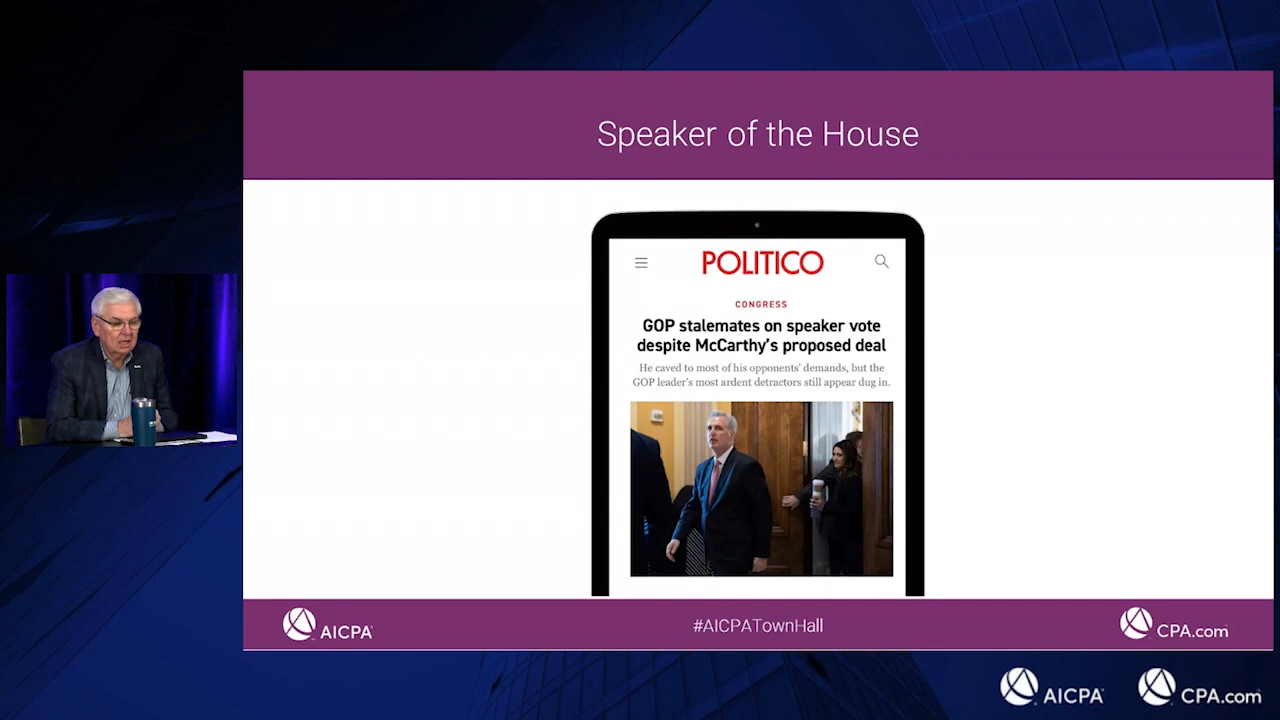 Speaker of the House
POLITICO
CONGRESS
GOP stalemates on speaker vote
despite McCarthy's proposed deal
He caved to most of his opponents' demands, but the
GOP leader's most ardent detractors still appear dug in.
AICPA
#AICPATownHall
CPA.com
AICPA
CPA.com